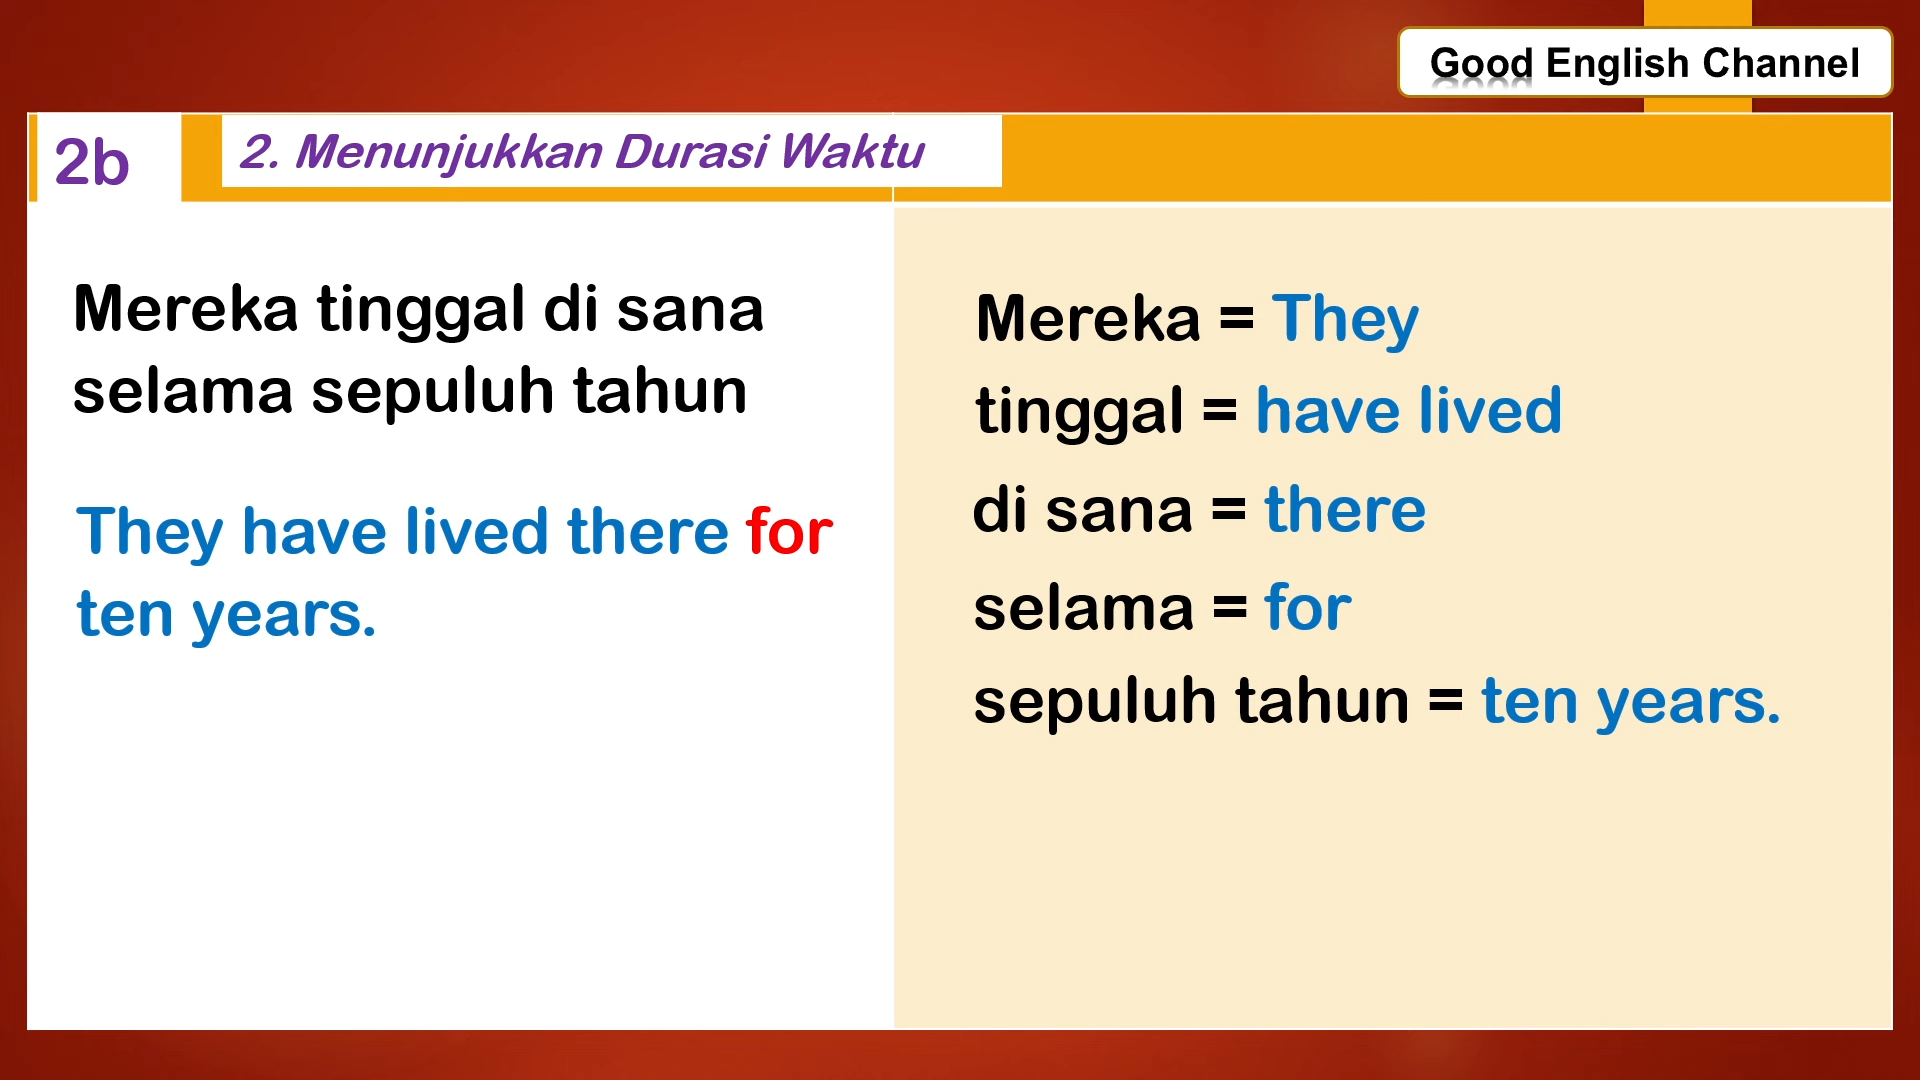 Good English Channel
2b
2. Menunjukkan Durasi Waktu
Mereka tinggal di sana
selama sepuluh tahun
They have lived there for
ten years.
Mereka = They
tinggal = have lived
di sana = there
selama = for
sepuluh tahun = ten years.